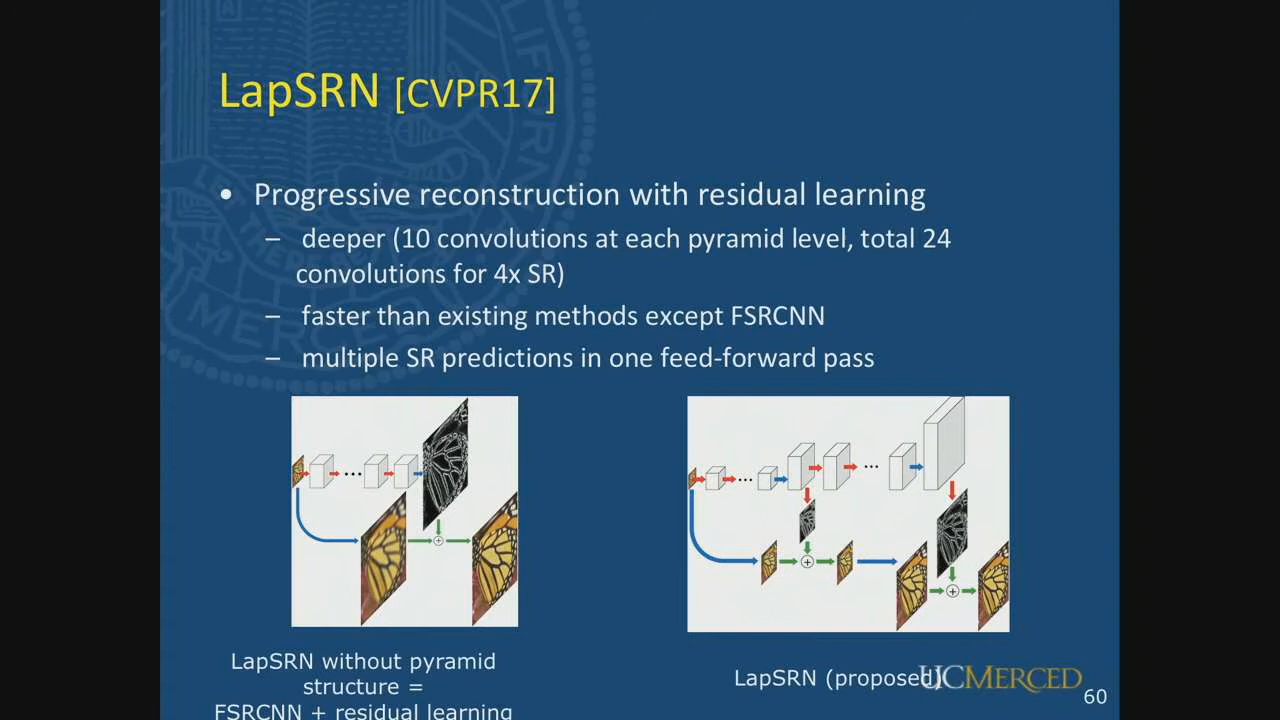 LapSRN [CVPR17]
• Progressive reconstruction with residual learning
– deeper (10 convolutions at each pyramid level, total 24
convolutions for 4x SR)
– faster than existing methods except FSRCNN
– multiple SR predictions in one feed-forward pass
LapSRN without pyramid
structure =
FSRCNN + residual learning
LapSRN (proposed)
UCMERCED
60
LIFORNIA
MERCED